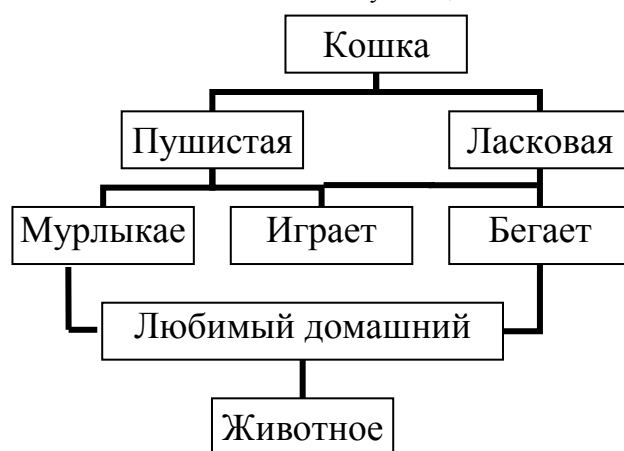 Кошка
Пушистая
Ласковая
Мурлыкае
Играет
Бегает
Любимый домашний
Животное